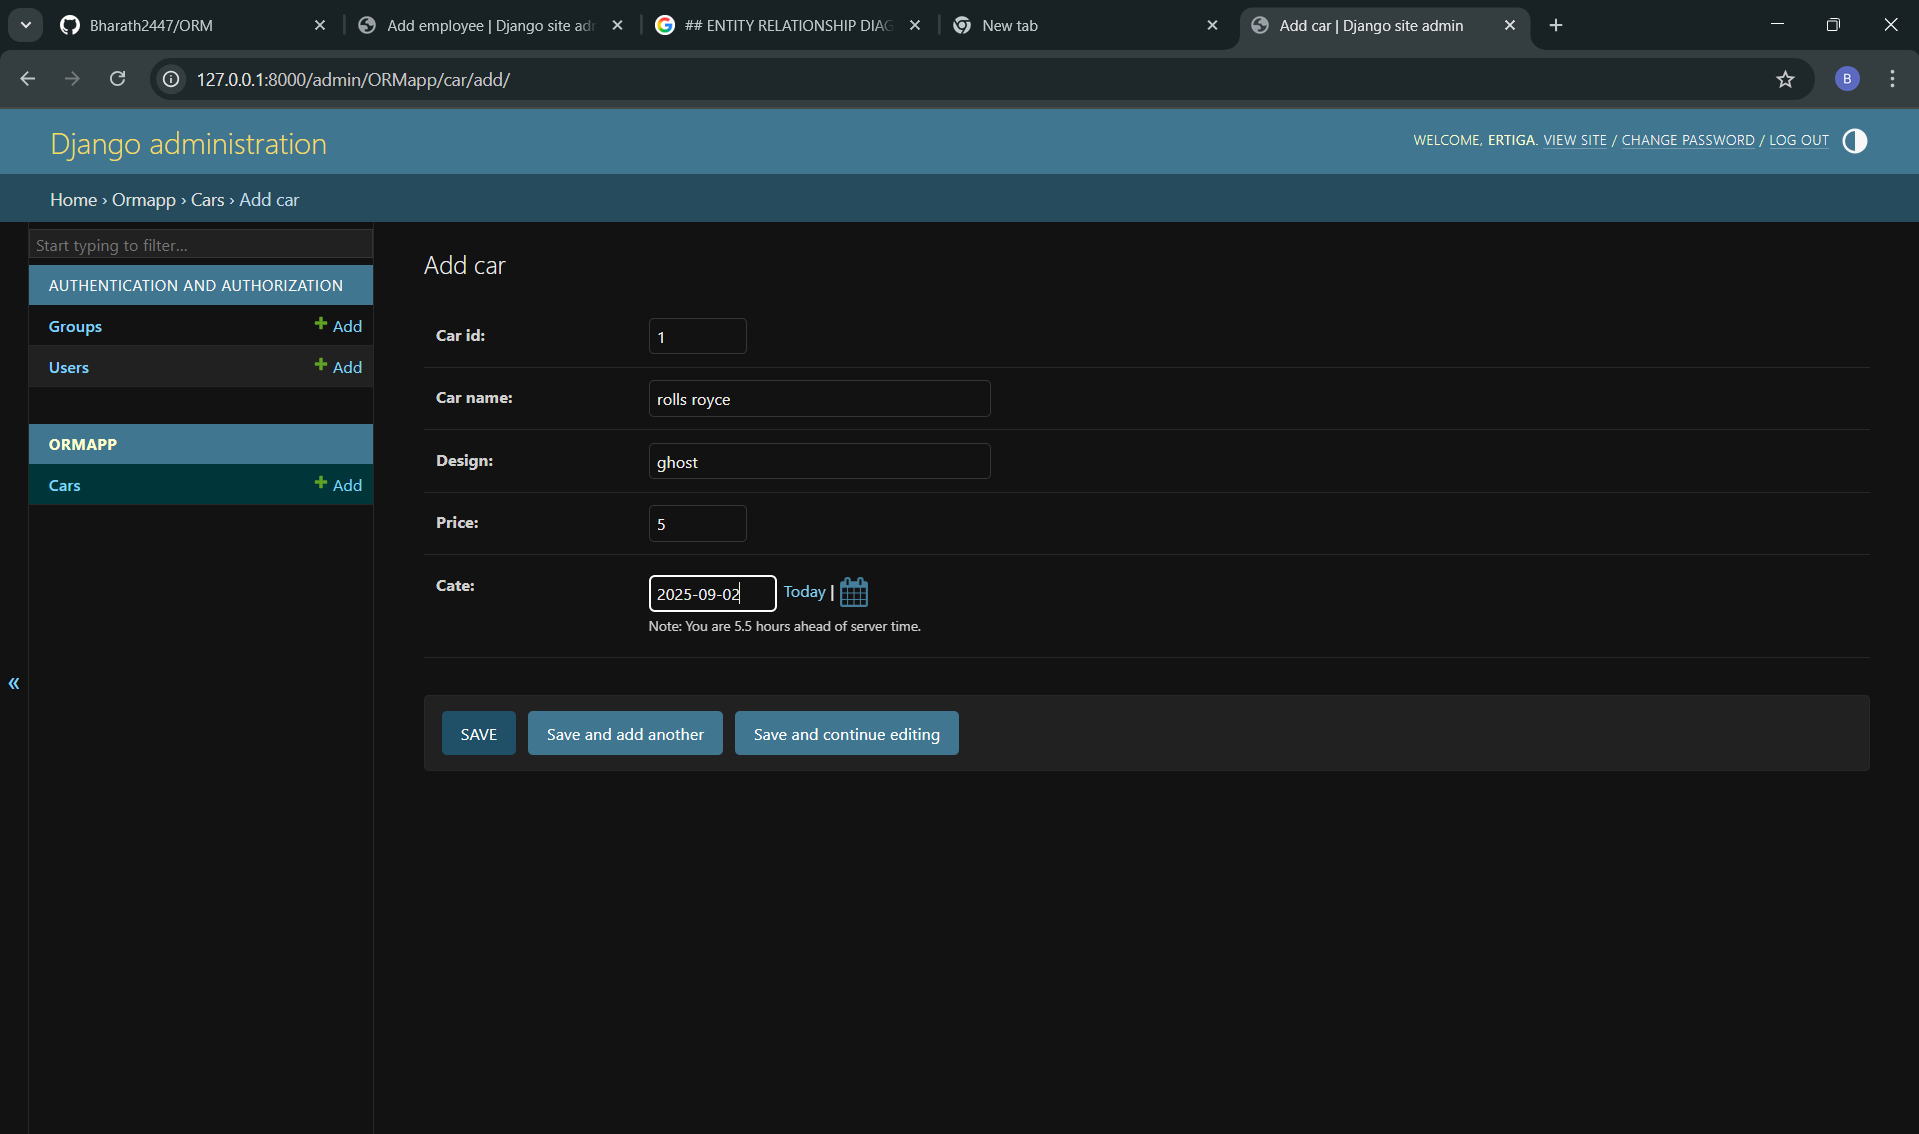 Bharath2447/ORM
Add employee | Django site adr
## ENTITY RELATIONSHIP DIAG
New tab
Add car | Django site admin
127.0.0.1:8000/admin/ORMapp/car/add/
B
Django administration
WELCOME, ERTIGA. VIEW SITE / CHANGE PASSWORD / LOG OUT
Home › Ormapp › Cars › Add car
Start typing to filter...
AUTHENTICATION AND AUTHORIZATION
Groups + Add
Users + Add
ORMAPP
Cars + Add
«
Add car
Car id: 1
Car name: rolls royce
Design: ghost
Price: 5
Cate: 2025-09-02 Today |
Note: You are 5.5 hours ahead of server time.
SAVE Save and add another Save and continue editing